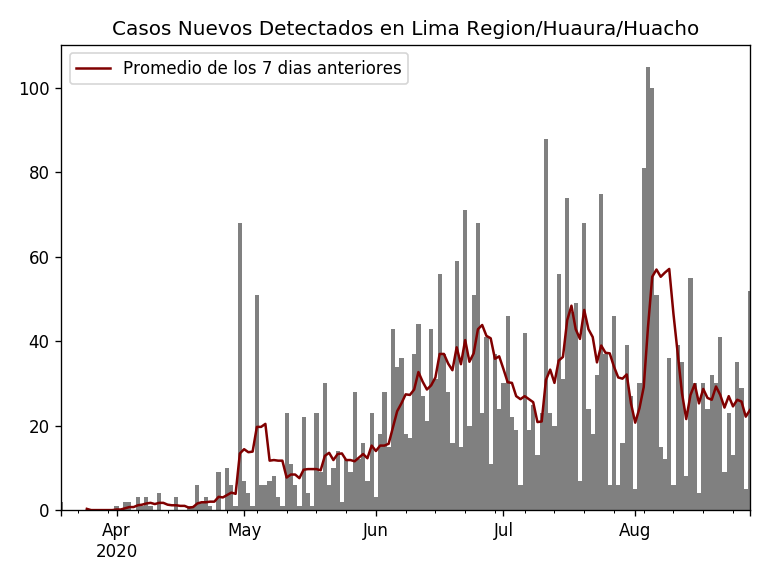 Casos Nuevos Detectados en Lima Region/Huaura/Huacho
Promedio de los 7 dias anteriores
100
80
60
40
20
0
Apr May Jun Jul Aug
2020